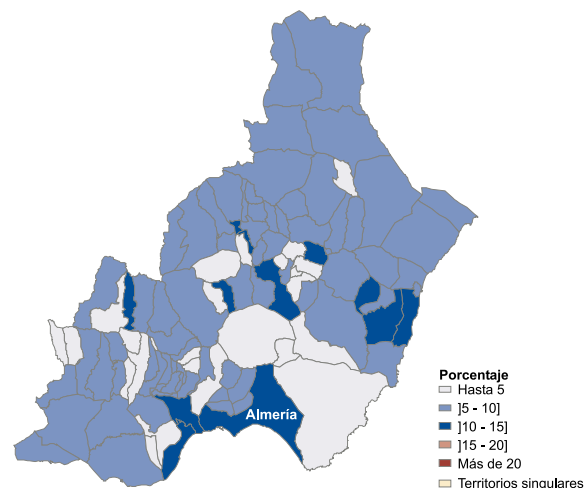 Almería
Porcentaje
Hasta 5
]5 - 10]
]10 - 15]
]15 - 20]
Más de 20
Territorios singulares